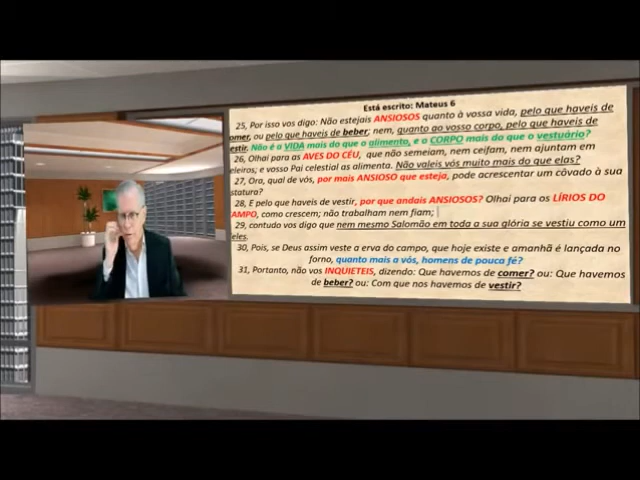 Está escrito: Mateus 6
25, Por isso vos digo: Não estejais ANSIOSOS quanto à vossa vida, pelo que haveis de
omer, ou pelo que haveis de beber; nem, quanto ao vosso corpo, pelo que haveis de
estir. Não é a VIDA mais do que o alimento, e o CORPO mais do que o vestuário?
26, Olhai para as AVES DO CÉU, que não semeiam, nem ceifam, nem ajuntam em
eleiros; e vosso Pai celestial as alimenta. Não valeis vós muito mais do que elas?
27, Ora, qual de vós, por mais ANSIOSO que esteja, pode acrescentar um côvado à sua
statura?
28, E pelo que haveis de vestir, por que andais ANSIOSOS? Olhai para os LÍRIOS DO
AMPO, como crescem; não trabalham nem fiam;
29, contudo vos digo que nem mesmo Salomão em toda a sua glória se vestiu como um
eles.
30, Pois, se Deus assim veste a erva do campo, que hoje existe e amanhã é lançada no
forno, quanto mais a vós, homens de pouca fé?
31, Portanto, não vos INQUIETEIS, dizendo: Que havemos de comer? ou: Que havemos
de beber? ou: Com que nos havemos de vestir?